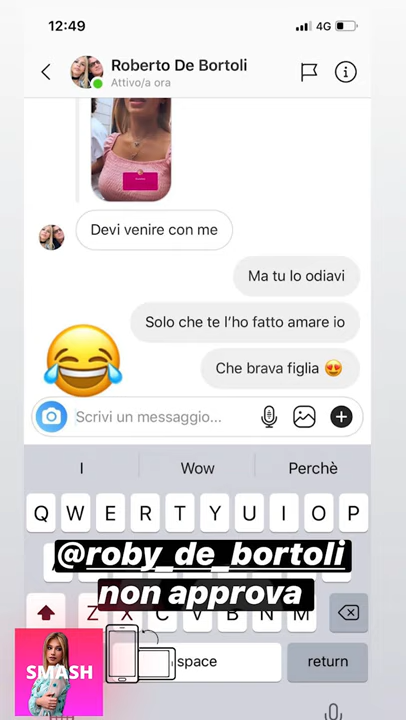 12:49
4G
Roberto De Bortoli
Attivo/a ora
Devi venire con me
Ma tu lo odiavi
Solo che te l'ho fatto amare io
Che brava figlia 😍
Scrivi un messaggio...
I Wow Perchè
Q W E R T Y U I O P
@roby_de_bortoli
non approva
Z X C V B N M
SMASH
space return